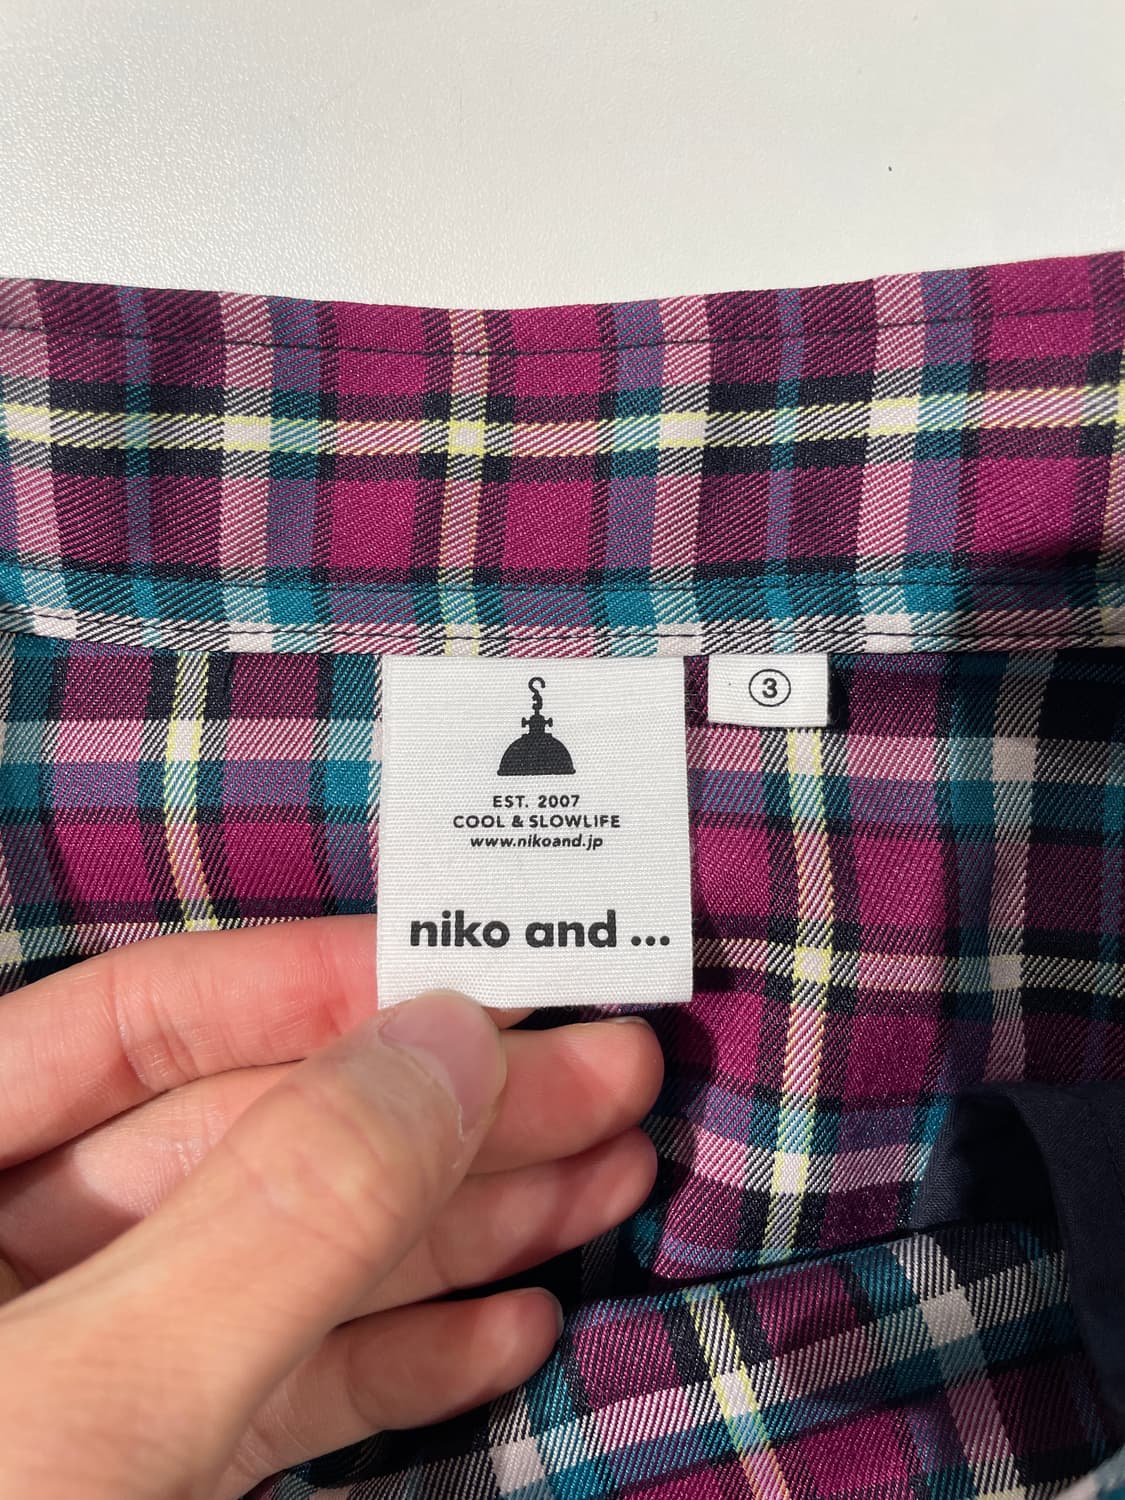 EST. 2007
COOL & SLOWLIFE
www.nikoand.jp
niko and ...
③